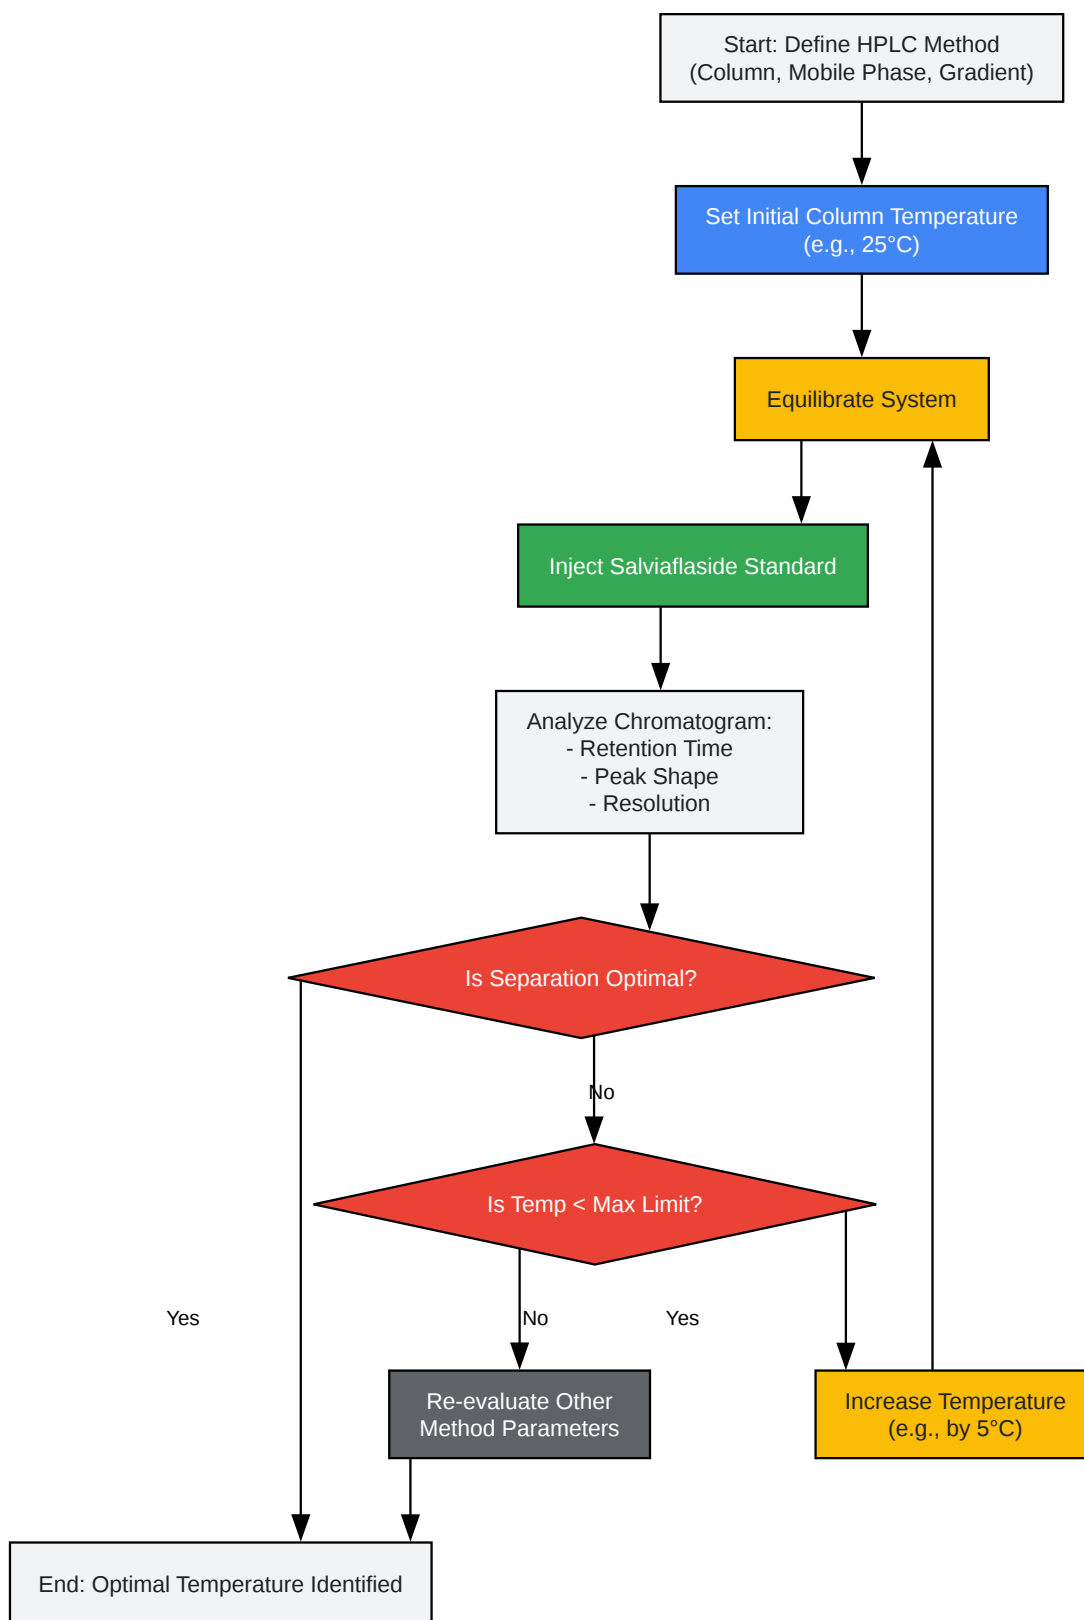 Start: Define HPLC Method
(Column, Mobile Phase, Gradient)
Set Initial Column Temperature
(e.g., 25°C)
Equilibrate System
Inject Salviaflaside Standard
Analyze Chromatogram:
- Retention Time
- Peak Shape
- Resolution
Is Separation Optimal?
No
Is Temp < Max Limit?
Yes
No
Yes
Re-evaluate Other
Method Parameters
Increase Temperature
(e.g., by 5°C)
End: Optimal Temperature Identified